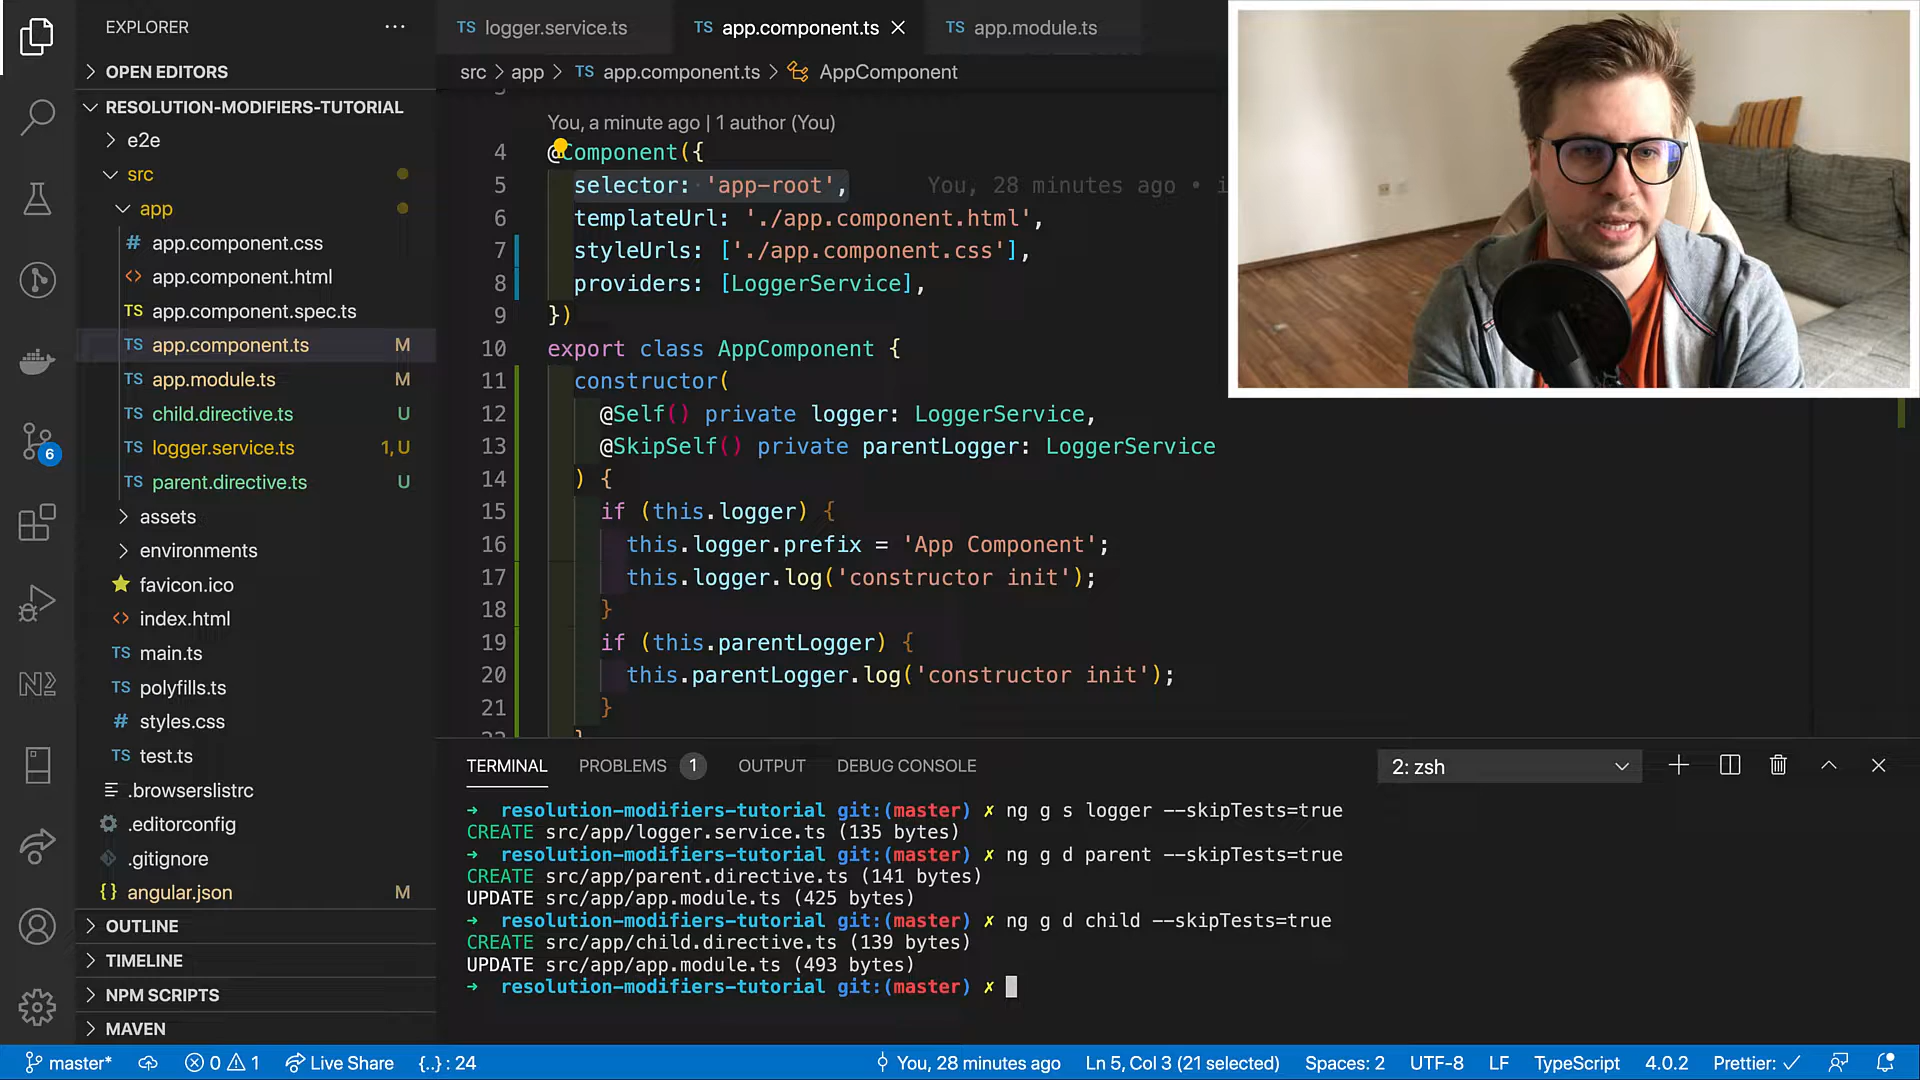 EXPLORER
OPEN EDITORS
RESOLUTION-MODIFIERS-TUTORIAL
e2e
src
app
# app.component.css
<> app.component.html
TS app.component.spec.ts
TS app.component.ts M
TS app.module.ts M
TS child.directive.ts U
TS logger.service.ts 1, U
TS parent.directive.ts U
assets
environments
favicon.ico
<> index.html
TS main.ts
TS polyfills.ts
# styles.css
TS test.ts
.browserslistrc
.editorconfig
.gitignore
{} angular.json M
OUTLINE
TIMELINE
NPM SCRIPTS
MAVEN
6
TS logger.service.ts
TS app.component.ts
TS app.module.ts
src > app > TS app.component.ts > AppComponent
You, a minute ago | 1 author (You)
4 @Component({
5 selector: 'app-root', You, 28 minutes ago • i
6 templateUrl: './app.component.html',
7 styleUrls: ['./app.component.css'],
8 providers: [LoggerService],
9 })
10 export class AppComponent {
11 constructor(
12 @Self() private logger: LoggerService,
13 @SkipSelf() private parentLogger: LoggerService
14 ) {
15 if (this.logger) {
16 this.logger.prefix = 'App Component';
17 this.logger.log('constructor init');
18 }
19 if (this.parentLogger) {
20 this.parentLogger.log('constructor init');
21 }
TERMINAL PROBLEMS 1 OUTPUT DEBUG CONSOLE 2: zsh
➜ resolution-modifiers-tutorial git:(master) ✗ ng g s logger --skipTests=true
CREATE src/app/logger.service.ts (135 bytes)
➜ resolution-modifiers-tutorial git:(master) ✗ ng g d parent --skipTests=true
CREATE src/app/parent.directive.ts (141 bytes)
UPDATE src/app/app.module.ts (425 bytes)
➜ resolution-modifiers-tutorial git:(master) ✗ ng g d child --skipTests=true
CREATE src/app/child.directive.ts (139 bytes)
UPDATE src/app/app.module.ts (493 bytes)
➜ resolution-modifiers-tutorial git:(master) ✗
master* 0 1 Live Share {..} : 24 You, 28 minutes ago Ln 5, Col 3 (21 selected) Spaces: 2 UTF-8 LF TypeScript 4.0.2 Prettier: ✓